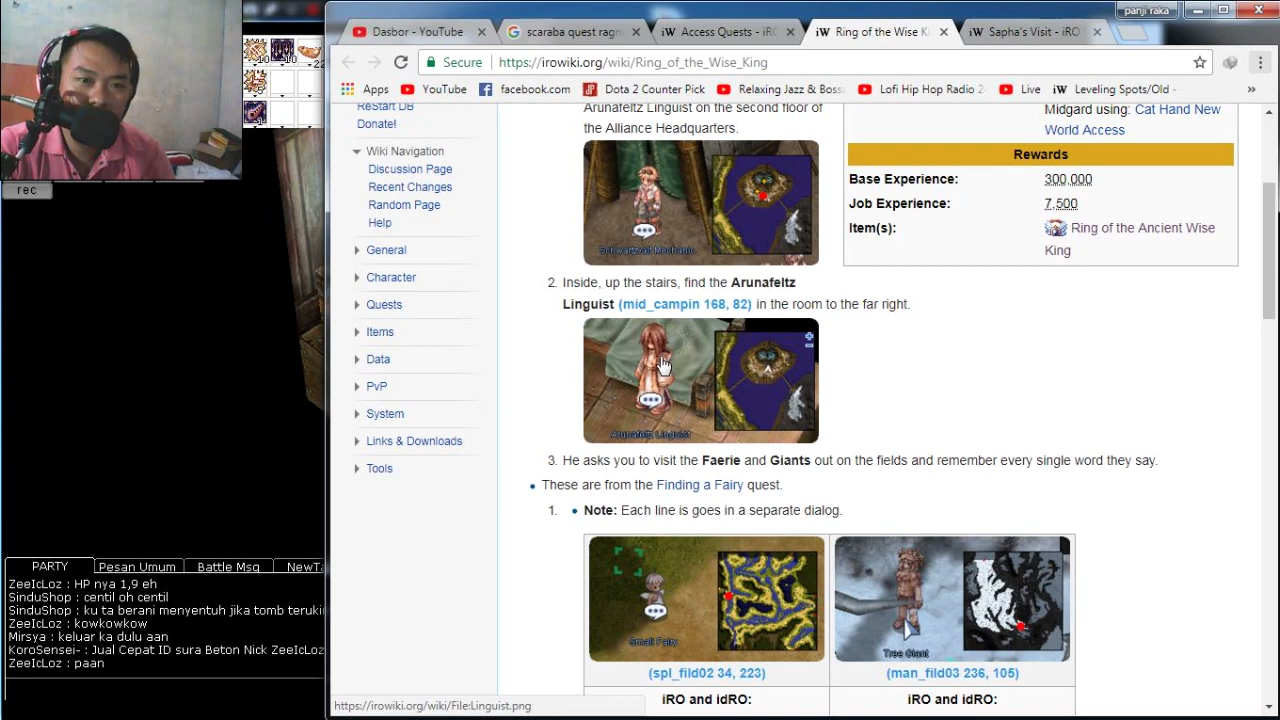 panji raka
Dasbor - YouTube
scaraba quest ragn
Access Quests - iRO
Ring of the Wise K
Sapha's Visit - iRO
Secure
https://irowiki.org/wiki/Ring_of_the_Wise_King
Apps
YouTube
facebook.com
Dota 2 Counter Pick
Relaxing Jazz & Boss
Lofi Hip Hop Radio 2
Live
Leveling Spots/Old -
»
rec
ReStart DB
Donate!
Wiki Navigation
Discussion Page
Recent Changes
Random Page
Help
General
Character
Quests
Items
Data
PvP
System
Links & Downloads
Tools
Arunafeltz Linguist on the second floor of
the Alliance Headquarters.
Schwartzvalt Mechanic
Midgard using: Cat Hand New
World Access
Rewards
Base Experience: 300,000
Job Experience: 7,500
Item(s): Ring of the Ancient Wise
King
2. Inside, up the stairs, find the Arunafeltz
Linguist (mid_campin 168, 82) in the room to the far right.
Arunafeltz Linguist
3. He asks you to visit the Faerie and Giants out on the fields and remember every single word they say.
• These are from the Finding a Fairy quest.
1. • Note: Each line is goes in a separate dialog.
Small Fairy
Tree Giant
(spl_fild02 34, 223)
(man_fild03 236, 105)
iRO and idRO:
iRO and idRO:
PARTY
Pesan Umum
Battle Msg
NewTa
ZeeIcLoz : HP nya 1,9 eh
SinduShop : centil oh centil
SinduShop : ku ta berani menyentuh jika tomb terukir
ZeeIcLoz : kowkowkow
Mirsya : keluar ka dulu aan
KoroSensei- : Jual Cepat ID sura Beton Nick ZeeIcLoz
ZeeIcLoz : paan
https://irowiki.org/wiki/File:Linguist.png